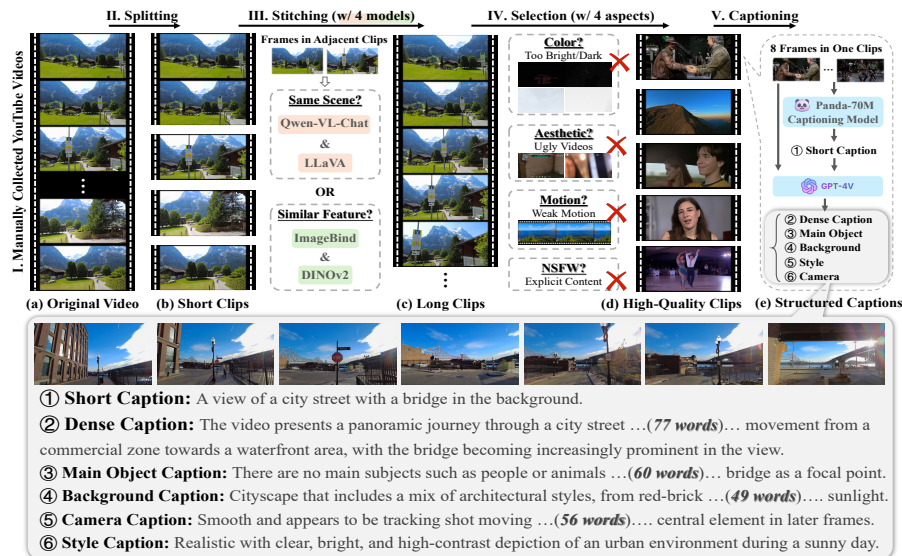 II. Splitting
III. Stitching (w/ 4 models)
IV. Selection (w/ 4 aspects)
V. Captioning
I. Manually Collected YouTube Videos
Frames in Adjacent Clips
Same Scene?
Qwen-VL-Chat
&
LLaVA
OR
Similar Feature?
ImageBind
&
DINOv2
Color?
Too Bright/Dark
Aesthetic?
Ugly Videos
Motion?
Weak Motion
NSFW?
Explicit Content
8 Frames in One Clips
...
Panda-70M
Captioning Model
① Short Caption
GPT-4V
② Dense Caption
③ Main Object
④ Background
⑤ Style
⑥ Camera
(a) Original Video
(b) Short Clips
(c) Long Clips
(d) High-Quality Clips
(e) Structured Captions
① Short Caption: A view of a city street with a bridge in the background.
② Dense Caption: The video presents a panoramic journey through a city street …(77 words)… movement from a
commercial zone towards a waterfront area, with the bridge becoming increasingly prominent in the view.
③ Main Object Caption: There are no main subjects such as people or animals …(60 words)… bridge as a focal point.
④ Background Caption: Cityscape that includes a mix of architectural styles, from red-brick …(49 words)…. sunlight.
⑤ Camera Caption: Smooth and appears to be tracking shot moving …(56 words)…. central element in later frames.
⑥ Style Caption: Realistic with clear, bright, and high-contrast depiction of an urban environment during a sunny day.